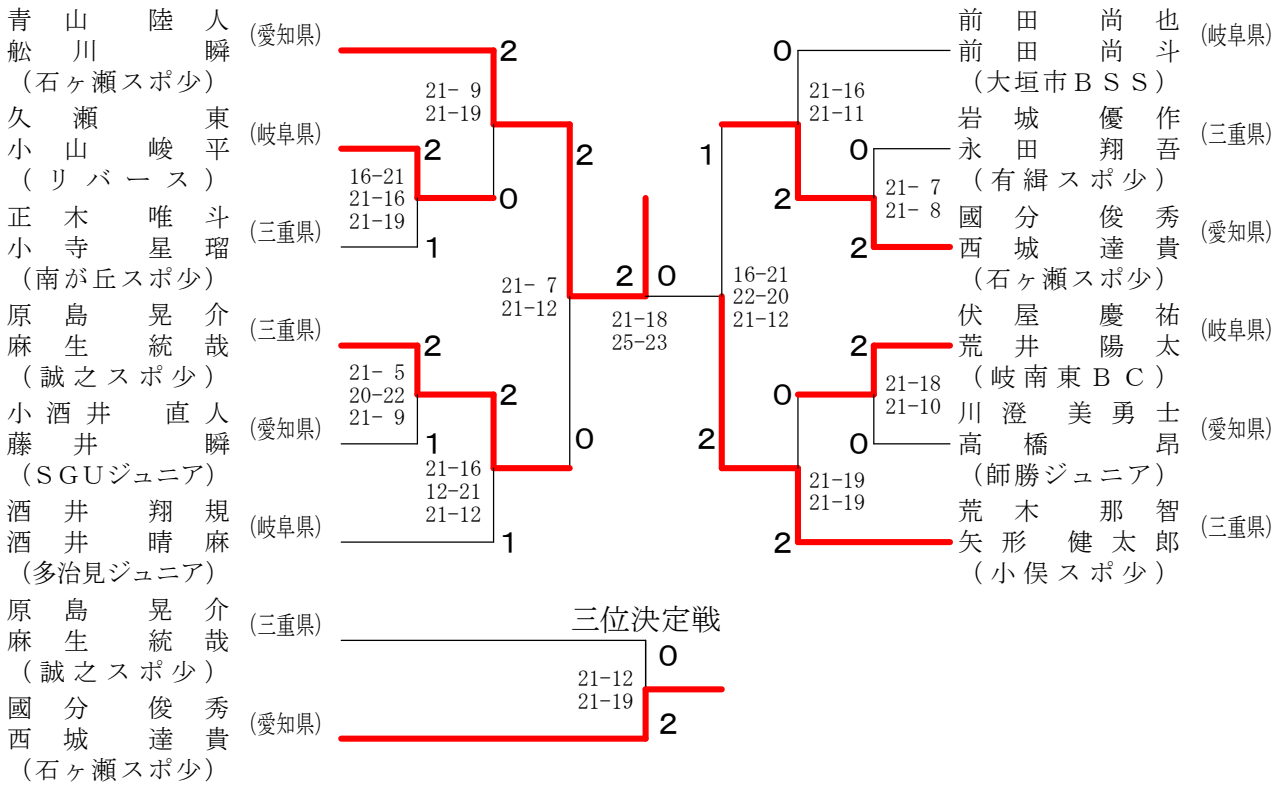 青山 陸人
舩川 瞬
(愛知県)
(石ヶ瀬スポ少)
久瀬 東
小山 峻平
(岐阜県)
(リバース)
正木 唯斗
小寺 星瑠
(三重県)
(南が丘スポ少)
原島 晃介
麻生 統哉
(三重県)
(誠之スポ少)
小酒井 直人
藤井 瞬
(愛知県)
(SGUジュニア)
酒井 翔規
酒井 晴麻
(岐阜県)
(多治見ジュニア)
2
21- 9
21-19
2
16-21
21-16
21-19
0
1
2
21- 7
21-12
2
21- 5
20-22
21- 9
1
2
0
21-16
12-21
21-12
1
2 0
21-18
25-23
0
21-16
21-11
1
0
21- 7
21- 8
2
2
16-21
22-20
21-12
2
21-18
21-10
0
0
2
21-19
21-19
2
前田 尚也
前田 尚斗
(岐阜県)
(大垣市BSS)
岩城 優作
永田 翔吾
(三重県)
(有緝スポ少)
國分 俊秀
西城 達貴
(愛知県)
(石ヶ瀬スポ少)
伏屋 慶祐
荒井 陽太
(岐阜県)
(岐南東BC)
川澄 美勇士
高橋 昂
(愛知県)
(師勝ジュニア)
荒木 那智
矢形 健太郎
(三重県)
(小俣スポ少)
三位決定戦
原島 晃介
麻生 統哉
(三重県)
(誠之スポ少)
國分 俊秀
西城 達貴
(愛知県)
(石ヶ瀬スポ少)
0
21-12
21-19
2